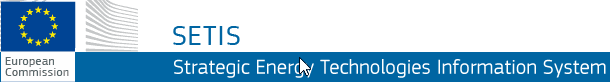 SETIS
European
Commission
Strategic Energy Technologies Information System